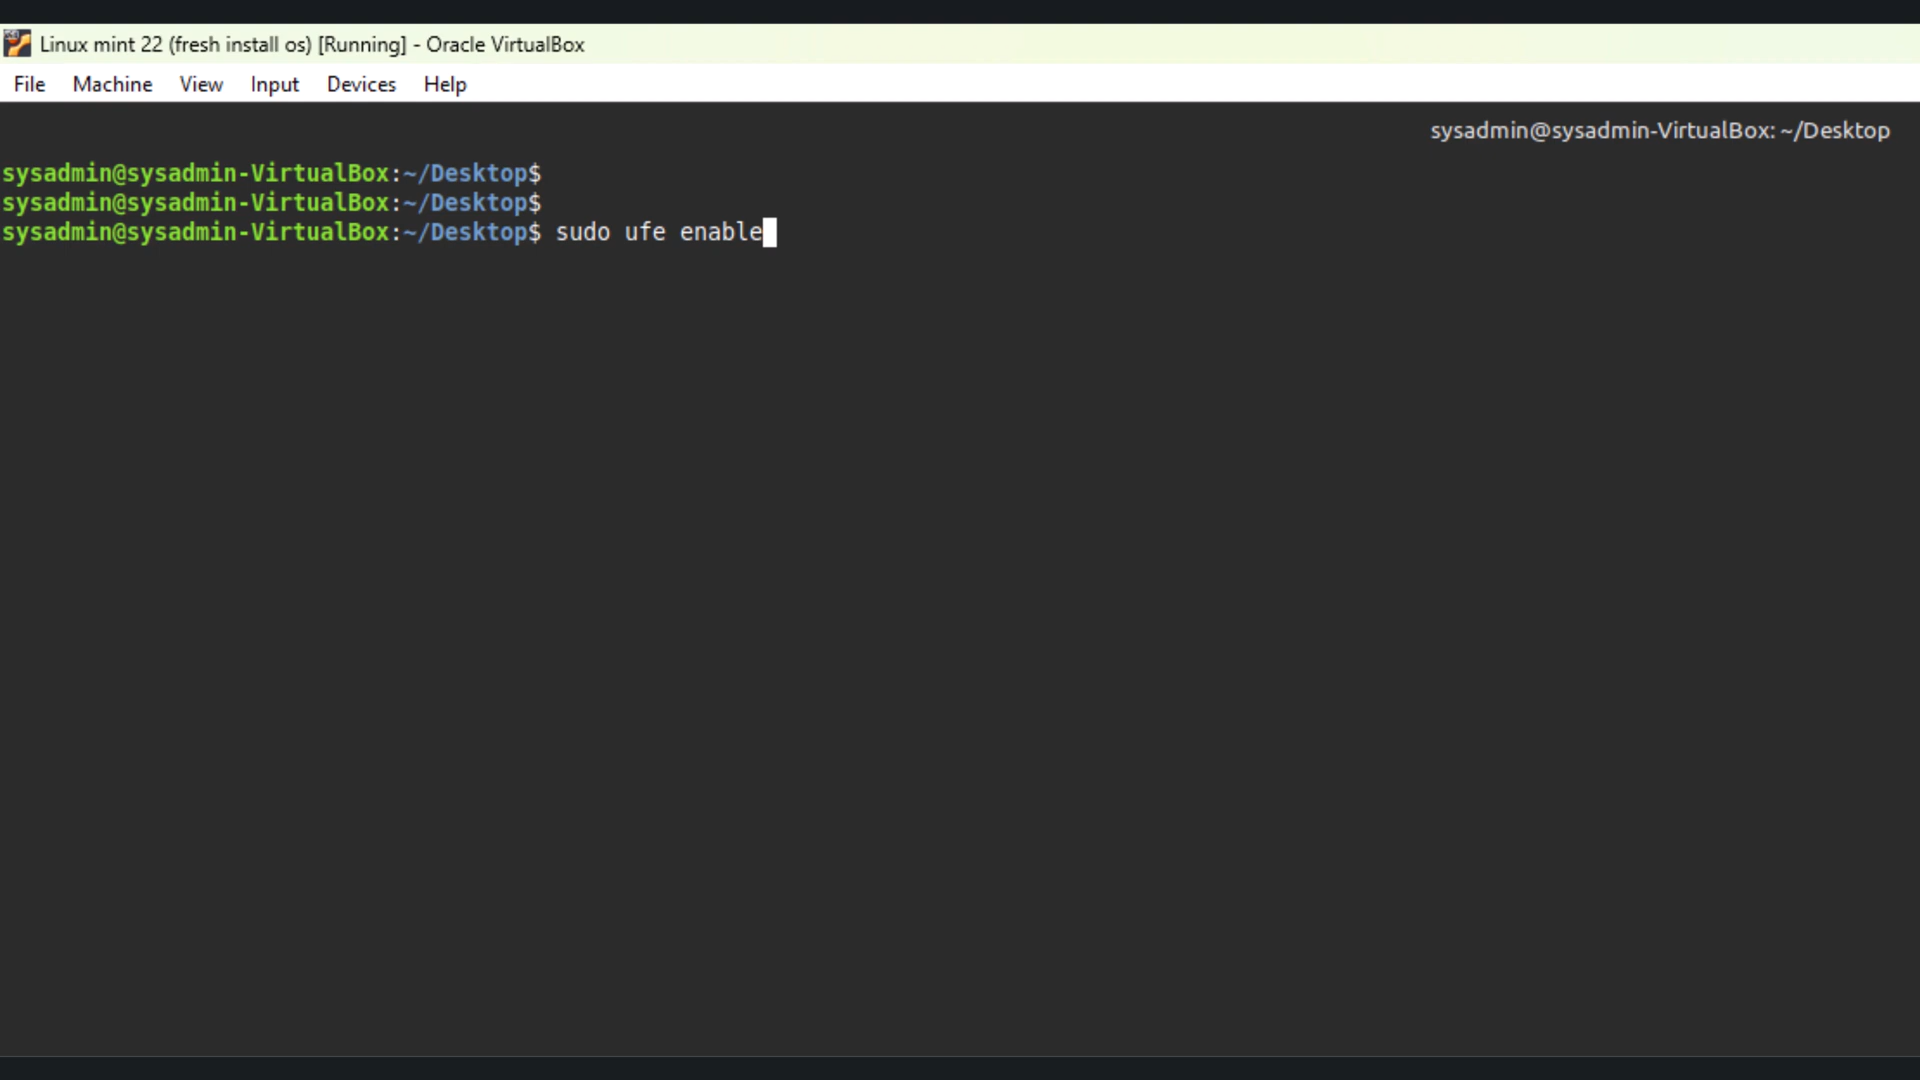 Linux mint 22 (fresh install os) [Running] - Oracle VirtualBox
File Machine View Input Devices Help
sysadmin@sysadmin-VirtualBox: ~/Desktop
sysadmin@sysadmin-VirtualBox:~/Desktop$
sysadmin@sysadmin-VirtualBox:~/Desktop$
sysadmin@sysadmin-VirtualBox:~/Desktop$ sudo ufe enable